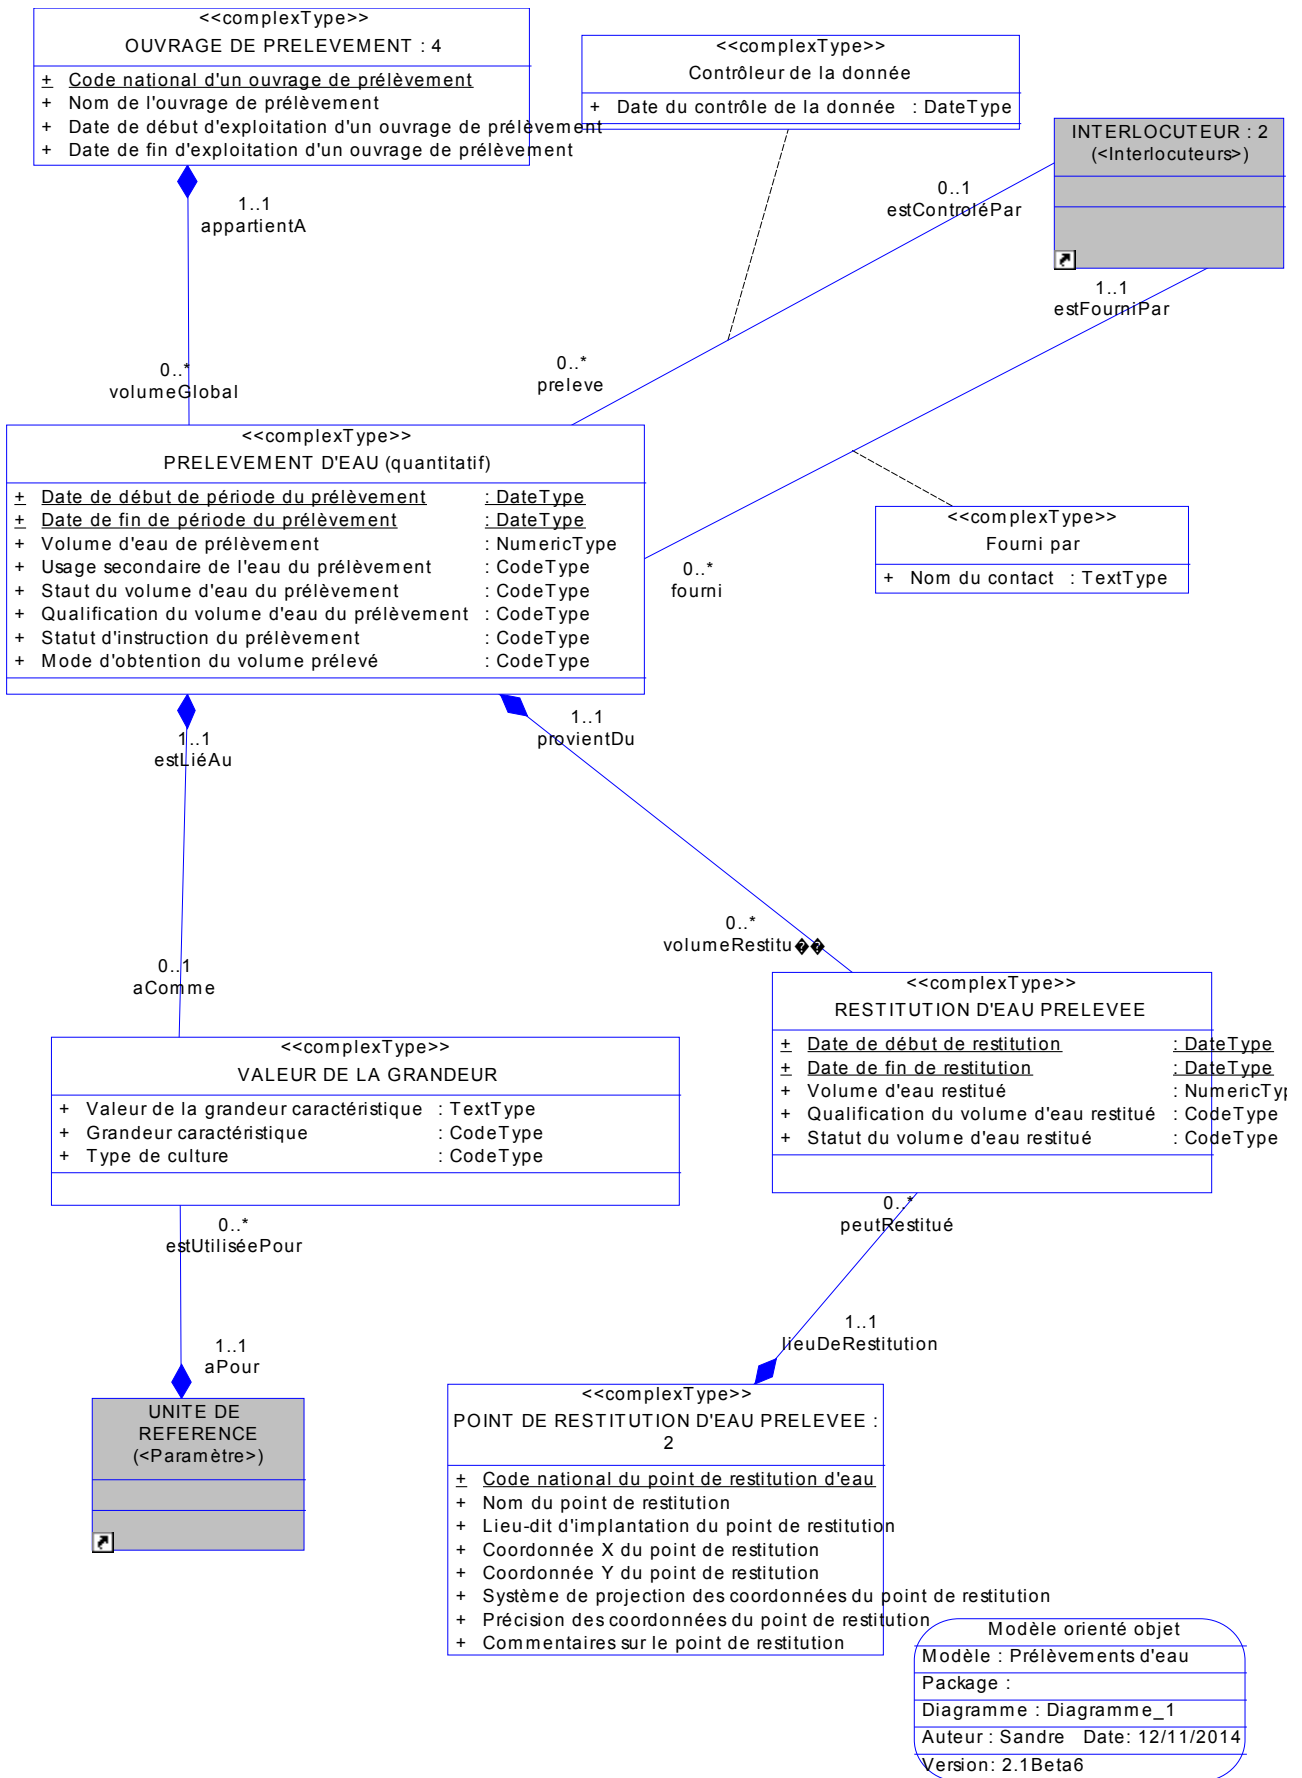 <<complexType>>
OUVRAGE DE PRELEVEMENT : 4
+ Code national d'un ouvrage de prélèvement
+ Nom de l'ouvrage de prélèvement
+ Date de début d'exploitation d'un ouvrage de prélèvement
+ Date de fin d'exploitation d'un ouvrage de prélèvement
<<complexType>>
Contrôleur de la donnée
+ Date du contrôle de la donnée : DateType
INTERLOCUTEUR : 2
(<Interlocuteurs>)
1..1
appartientA
0..1
estControléPar
1..1
estFourniPar
0..*
volumeGlobal
0..*
preleve
<<complexType>>
PRELEVEMENT D'EAU (quantitatif)
+ Date de début de période du prélèvement : DateType
+ Date de fin de période du prélèvement : DateType
+ Volume d'eau de prélèvement : NumericType
+ Usage secondaire de l'eau du prélèvement : CodeType
+ Staut du volume d'eau du prélèvement : CodeType
+ Qualification du volume d'eau du prélèvement : CodeType
+ Statut d'instruction du prélèvement : CodeType
+ Mode d'obtention du volume prélevé : CodeType
0..*
fourni
<<complexType>>
Fourni par
+ Nom du contact : TextType
1..1
estLiéAu
1..1
provientDu
0..1
aComme
0..*
volumeRestitu��
<<complexType>>
VALEUR DE LA GRANDEUR
+ Valeur de la grandeur caractéristique : TextType
+ Grandeur caractéristique : CodeType
+ Type de culture : CodeType
<<complexType>>
RESTITUTION D'EAU PRELEVEE
+ Date de début de restitution : DateType
+ Date de fin de restitution : DateType
+ Volume d'eau restitué : NumericTyp
+ Qualification du volume d'eau restitué : CodeType
+ Statut du volume d'eau restitué : CodeType
0..*
estUtiliséePour
0..*
peutRestitué
1..1
aPour
1..1
lieuDeRestitution
UNITE DE
REFERENCE
(<Paramètre>)
<<complexType>>
POINT DE RESTITUTION D'EAU PRELEVEE :
2
+ Code national du point de restitution d'eau
+ Nom du point de restitution
+ Lieu-dit d'implantation du point de restitution
+ Coordonnée X du point de restitution
+ Coordonnée Y du point de restitution
+ Système de projection des coordonnées du point de restitution
+ Précision des coordonnées du point de restitution
+ Commentaires sur le point de restitution
Modèle orienté objet
Modèle : Prélèvements d'eau
Package :
Diagramme : Diagramme_1
Auteur : Sandre Date: 12/11/2014
Version: 2.1Beta6